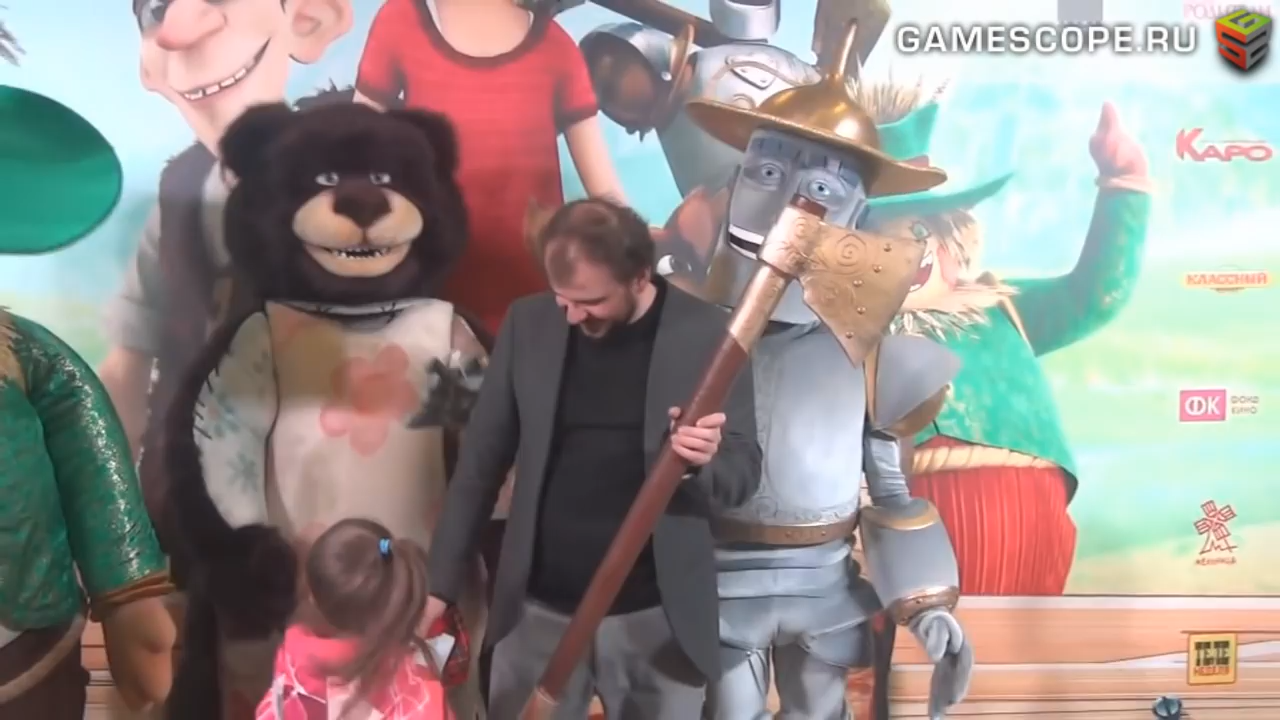 GAMESCOPE.RU
КАРО
КЛАССНЫЙ
ФК
ФОНД
КИНО
МЕЛЬНИЦА
ТЕЛЕ
НЕДЕЛЯ